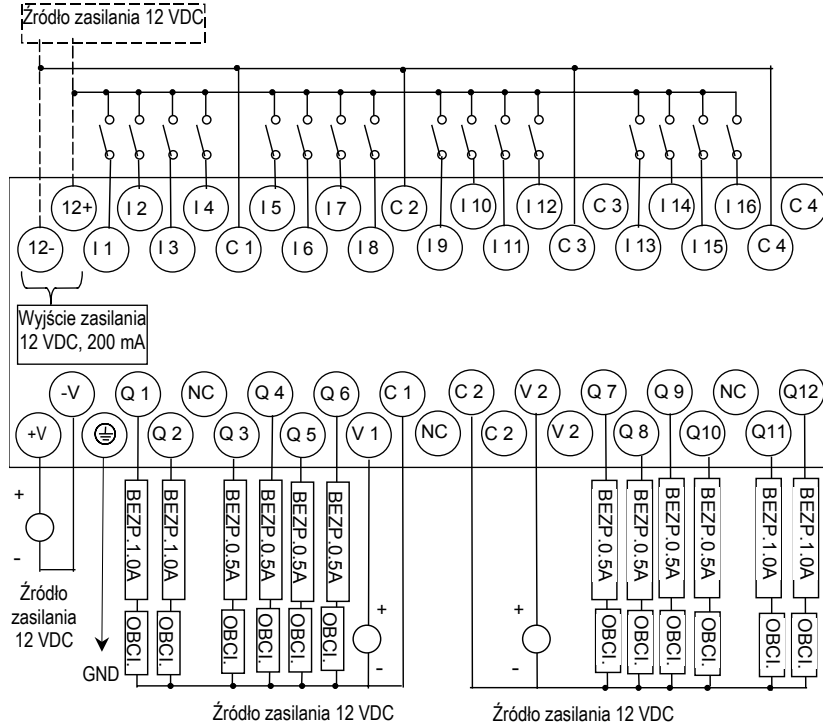 Źródło zasilania 12 VDC
12+
I 2
I 4
I 5
I 7
C 2
I 10
I 12
C 3
I 14
I 16
C 4
12-
I 1
I 3
C 1
I 6
I 8
I 9
I 11
C 3
I 13
I 15
C 4
Wyjście zasilania
12 VDC, 200 mA
-V
Q 1
NC
Q 4
Q 6
C 1
C 2
V 2
Q 7
Q 9
NC
Q12
+V
Q 2
Q 3
Q 5
V 1
NC
C 2
V 2
Q 8
Q10
Q11
+
-
Źródło
zasilania
12 VDC
GND
BEZP.1.0A
BEZP.1.0A
BEZP.0.5A
BEZP.0.5A
BEZP.0.5A
BEZP.0.5A
BEZP.0.5A
BEZP.0.5A
BEZP.0.5A
BEZP.0.5A
BEZP.1.0A
BEZP.1.0A
OBCI.
OBCI.
OBCI.
OBCI.
OBCI.
OBCI.
+
-
+
-
OBCI.
OBCI.
OBCI.
OBCI.
OBCI.
OBCI.
Źródło zasilania 12 VDC
Źródło zasilania 12 VDC